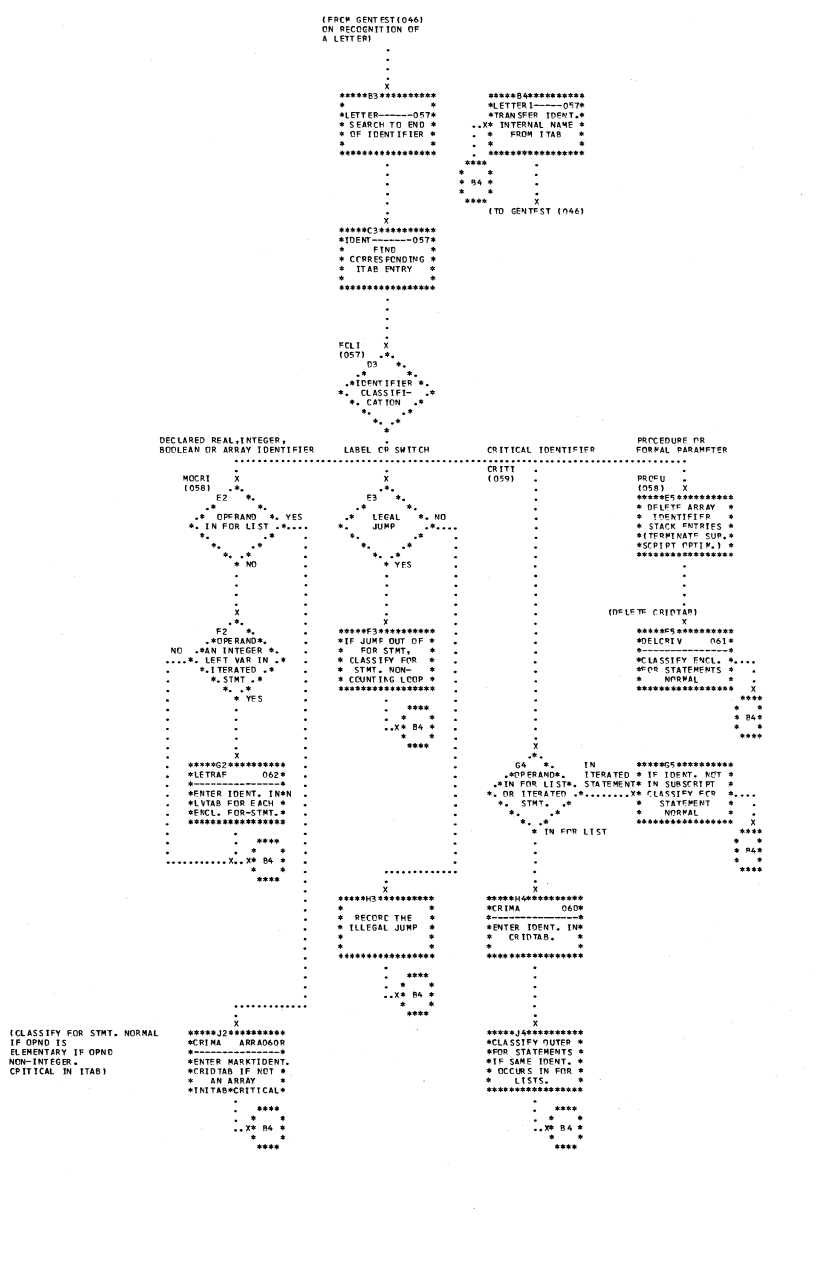 (FROM GENTEST(046)
ON RECOGNITION OF
A LETTER)
*****B3**********
*LETTER------057*
* SEARCH TO END *
* OF IDENTIFIER *
*****************
*****B4**********
*LETTER1-----057*
*TRANSFER IDENT.*
..X* INTERNAL NAME *
* FROM ITAB *
*****************
****
* B4 *
****
(TO GENTEST (046)
*****C3**********
*IDENT-------057*
* FIND *
* CORRESPONDING *
* ITAB ENTRY *
*****************
FCLI X
(057) .*.
D3 *.
.*IDENTIFIER *.
*. CLASSIFI- .*
*. CATION .*
DECLARED REAL,INTEGER,
BOOLEAN OR ARRAY IDENTIFIER
LABEL OR SWITCH
CRITICAL IDENTIFIER
PROCEDURE OR
FORMAL PARAMETER
MOCRI X
(058) .*.
E2 *.
.* OPERAND *. YES
*. IN FOR LIST .*....
* NO
E3 *.
.* LEGAL *. NO
*. JUMP .*....
* YES
CRITI
(059)
PROFU
(058) X
*****E5**********
* DELETE ARRAY *
* IDENTIFIER *
* STACK ENTRIES *
*(TERMINATE SUP.*
*SCRIPT OPTIM.) *
*****************
(DELETE CRIDTAB)
F2 *.
.*OPERAND*.
NO .*AN INTEGER *.
....*. LEFT VAR IN .*
*.ITERATED .*
*. STMT .*
* YES
*****F3**********
*IF JUMP OUT OF *
* FOR STMT, *
* CLASSIFY FOR *
* STMT. NON- *
* COUNTING LOOP *
*****************
****
..X* B4 *
****
*****F5**********
*DELCRIV 061*
*---------------*
*CLASSIFY ENCL. *....
*FOR STATEMENTS *
* NORMAL *
*****************
****
* B4*
****
*****G2**********
*LETRAF 062*
*---------------*
*ENTER IDENT. IN*N
*LVTAB FOR EACH *
*ENCL. FOR-STMT.*
*****************
****
...........X..X* B4 *
****
G4 *.
.*OPERAND*.
.*IN FOR LIST*.
*. OR ITERATED .*........X*
*. STMT. .*
* IN FOR LIST
IN
ITERATED
STATEMENT
*****G5**********
* IF IDENT. NOT *
* IN SUBSCRIPT *
* CLASSIFY FOR *....
* STATEMENT *
* NORMAL *
*****************
****
* B4*
****
*****H3**********
* RECORD THE *
* ILLEGAL JUMP *
*****************
****
..X* B4 *
****
*****H4**********
*CRIMA 060*
*---------------*
*ENTER IDENT. IN*
* CRIDTAB. *
*****************
(CLASSIFY FOR STMT. NORMAL
IF OPND IS
ELEMENTARY IF OPND
NON-INTEGER.
CRITICAL IN ITAB)
*****J2**********
*CRIMA ARRA060R
*---------------*
*ENTER MARKTIDENT.
*CRIDTAB IF NOT *
* AN ARRAY *
*INITAB*CRITICAL*
****
..X* B4 *
****
*****J4**********
*CLASSIFY OUTER *
*FOR STATEMENTS *
*IF SAME IDENT. *
* OCCURS IN FOR *
* LISTS. *
*****************
****
..X* B4 *
****